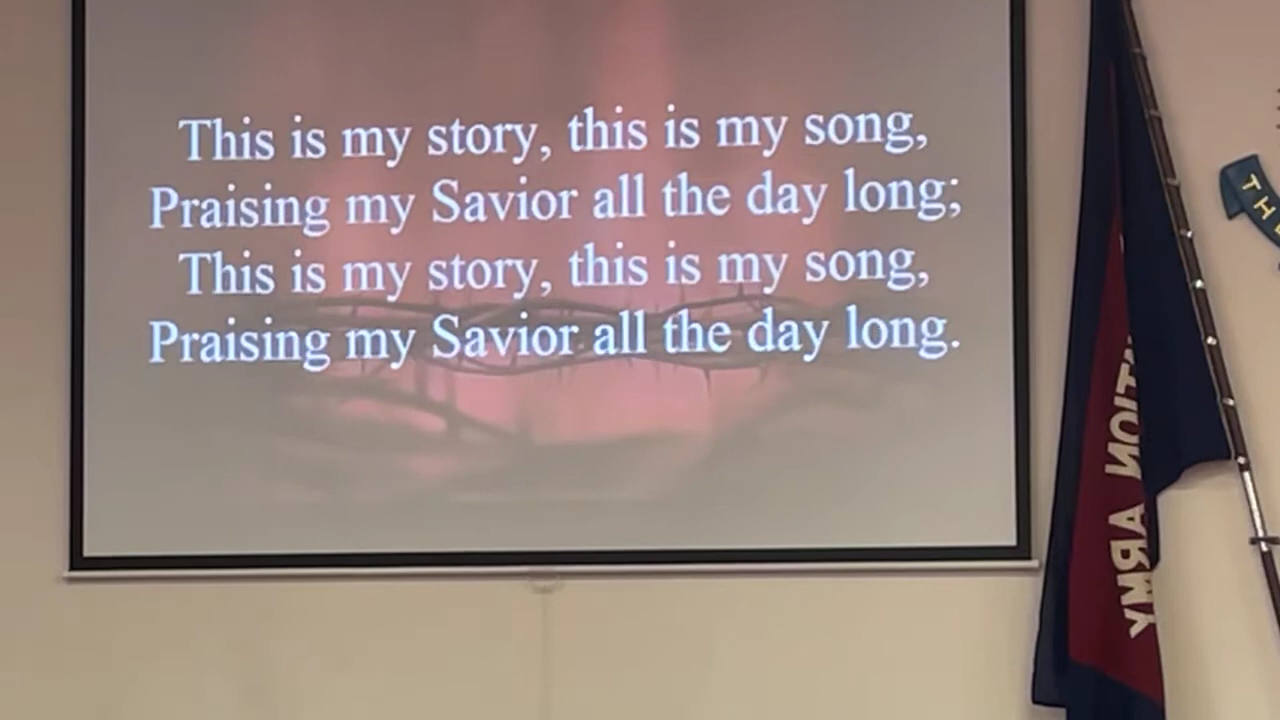 This is my story, this is my song,
Praising my Savior all the day long;
This is my story, this is my song,
Praising my Savior all the day long.
ARMY